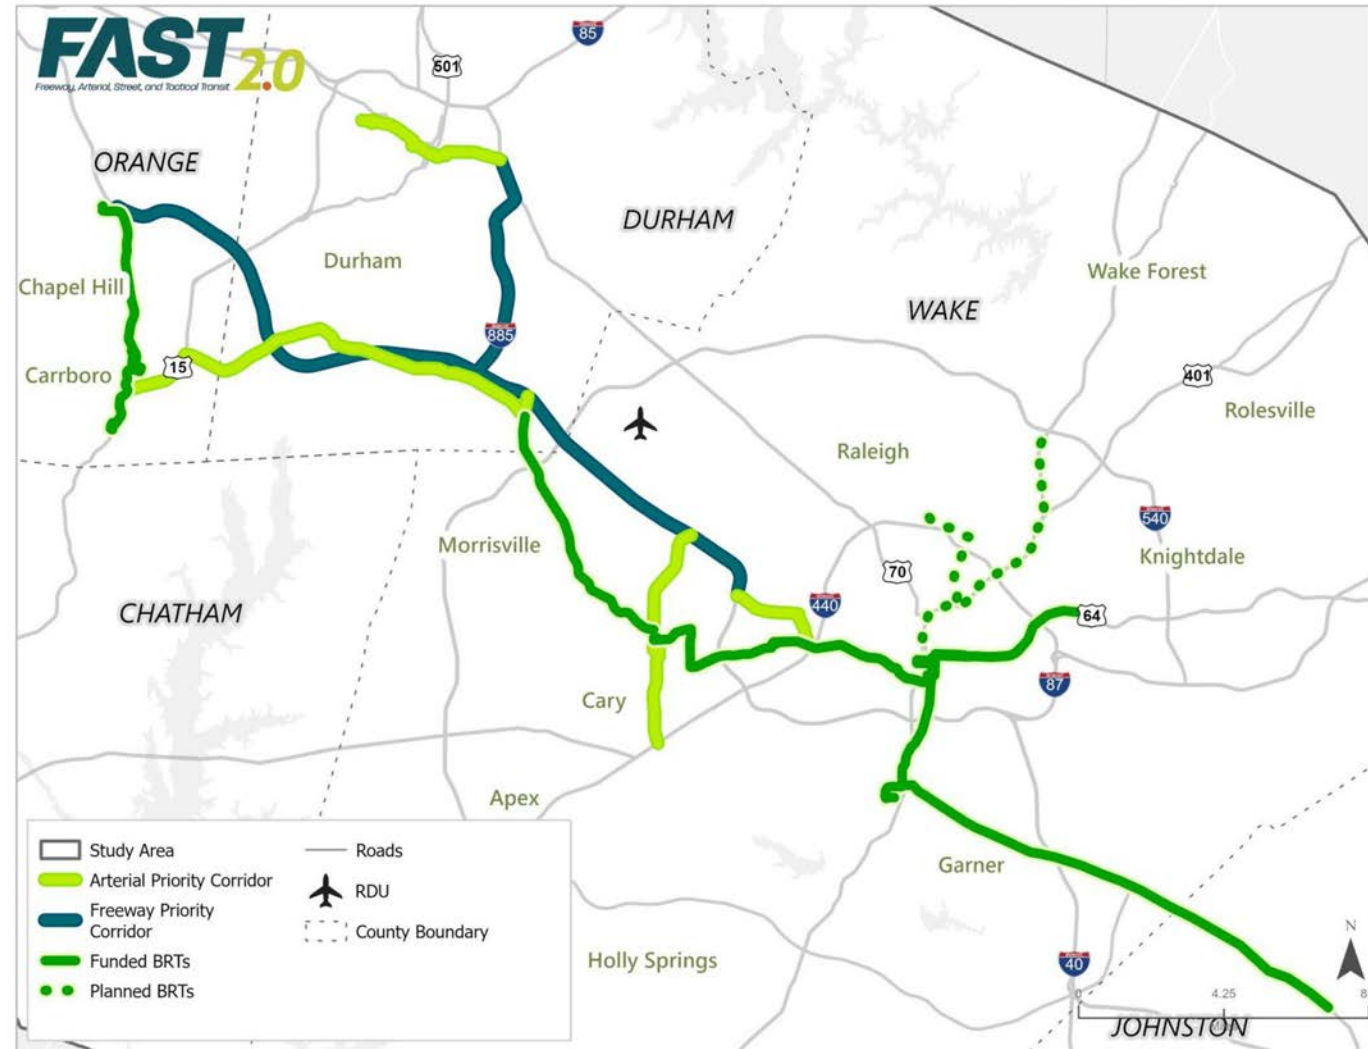 FAST 2.0
Freeway, Arterial, Street, and Tactical Transit
85
501
ORANGE
DURHAM
Durham
Chapel Hill
Wake Forest
WAKE
885
15
Carrboro
401
Rolesville
Raleigh
Morrisville
540
Knightdale
70
CHATHAM
440
64
87
Cary
Apex
Garner
Holly Springs
40
N
0 4.25 8
JOHNSTON
Study Area
Arterial Priority Corridor
Freeway Priority
Corridor
Funded BRTs
Planned BRTs
Roads
RDU
County Boundary